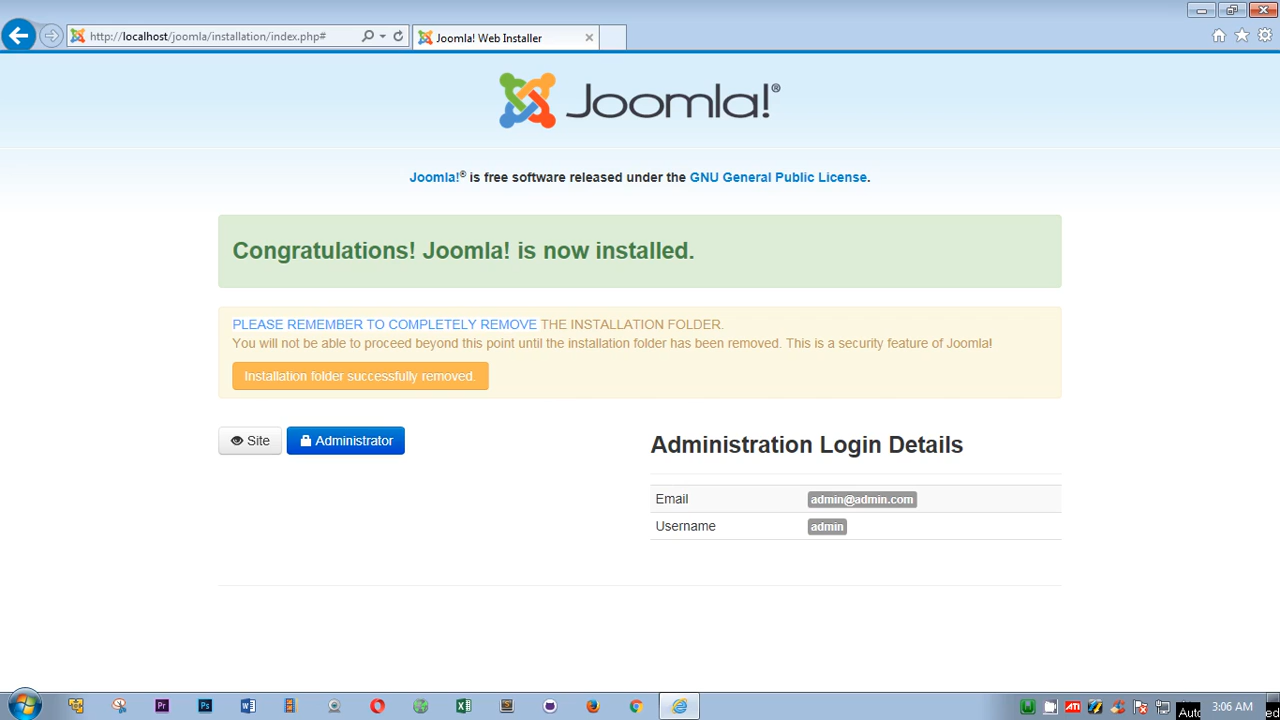 http://localhost/joomla/installation/index.php#
Joomla! Web Installer
Joomla!®
Joomla!® is free software released under the GNU General Public License.
Congratulations! Joomla! is now installed.
PLEASE REMEMBER TO COMPLETELY REMOVE THE INSTALLATION FOLDER.
You will not be able to proceed beyond this point until the installation folder has been removed. This is a security feature of Joomla!
Installation folder successfully removed.
Site
Administrator
Administration Login Details
Email admin@admin.com
Username admin
Pr
Ps
ATI
3:06 AM